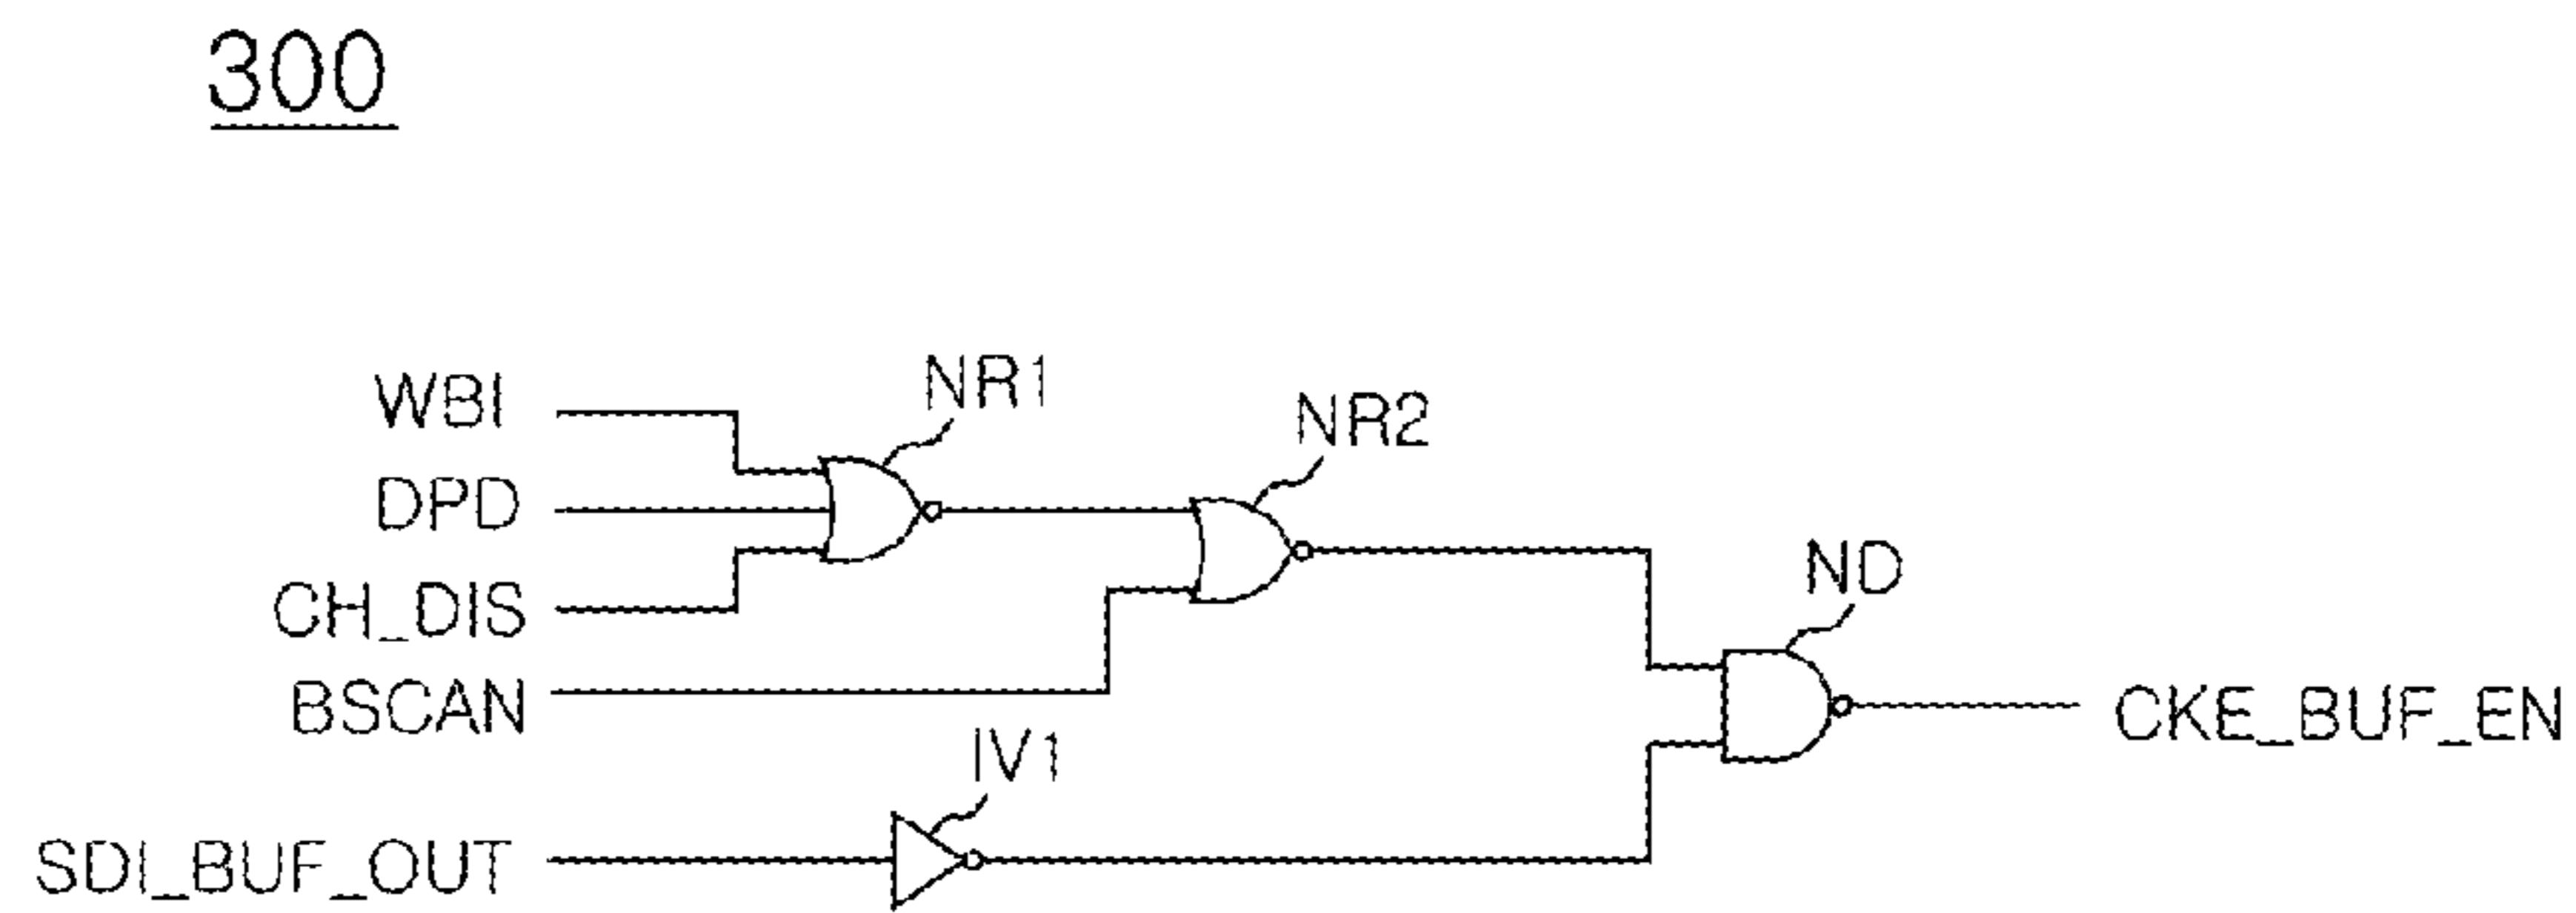 300
NR1
WBI
NR2
DPD
ND
CH_DIS
BSCAN
CKE_BUF_EN
IV1
SDI_BUF_OUT